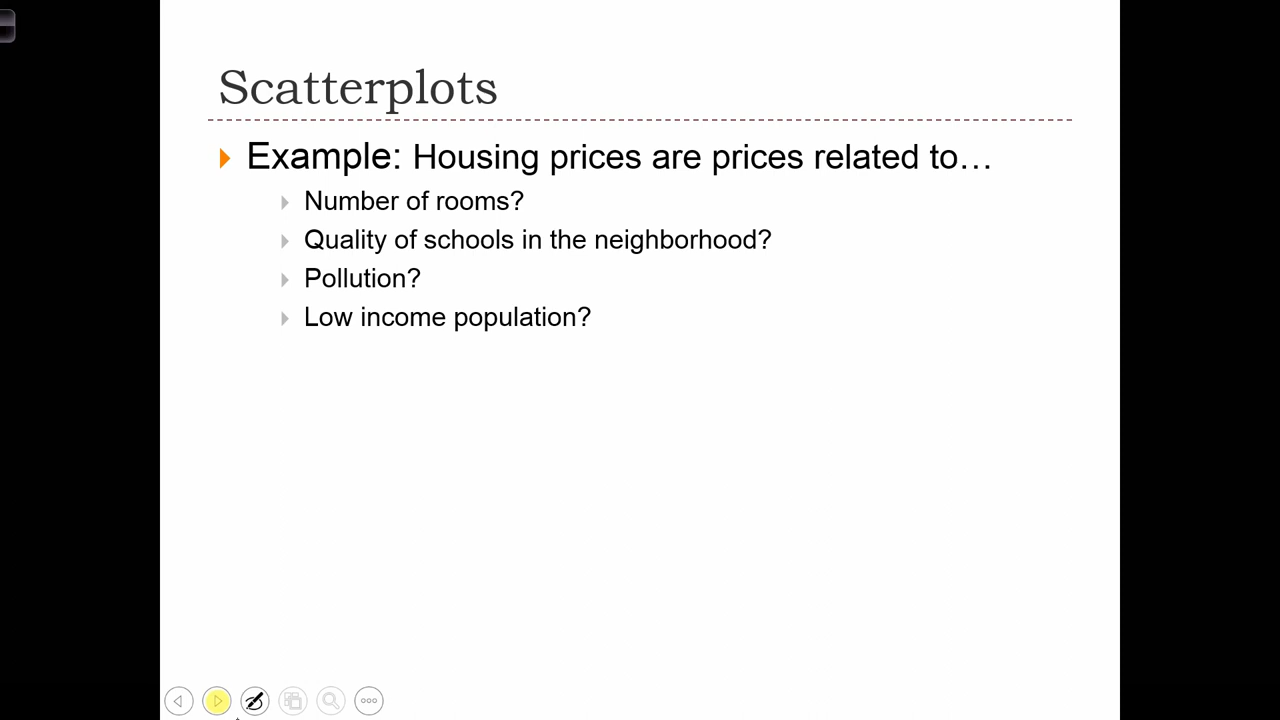 Scatterplots
Example: Housing prices are prices related to…
Number of rooms?
Quality of schools in the neighborhood?
Pollution?
Low income population?